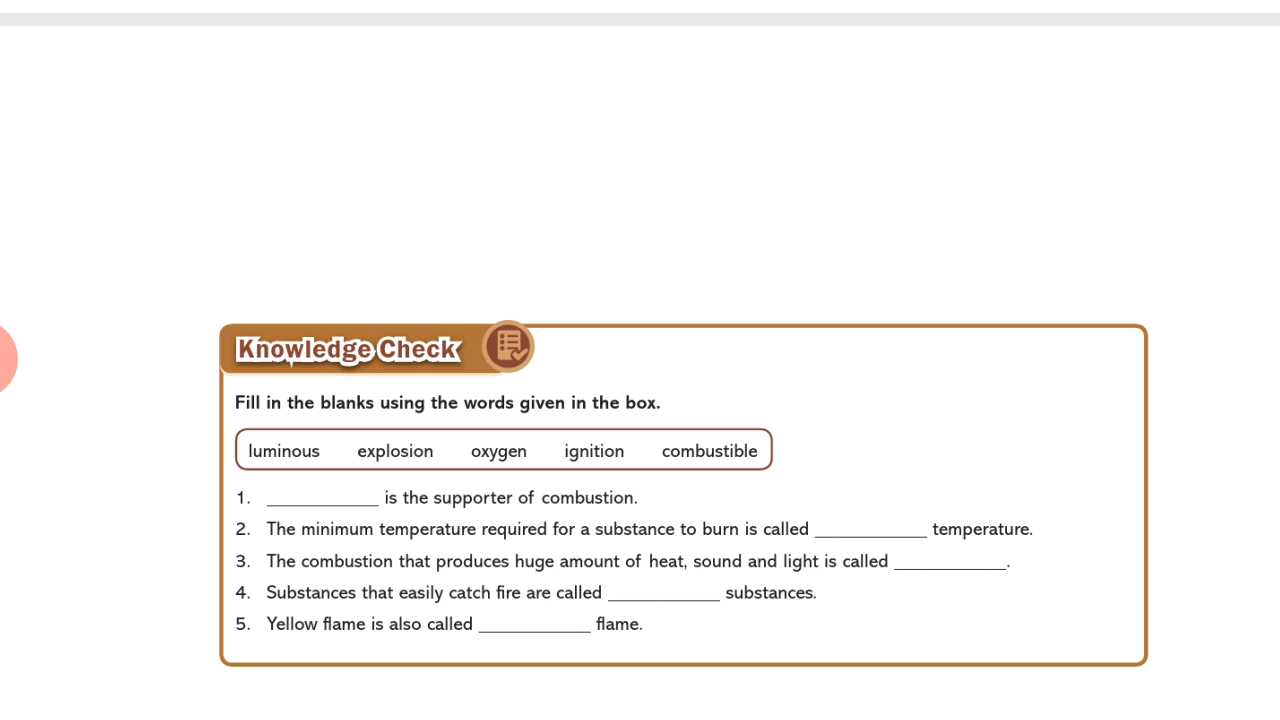 Knowledge Check
Fill in the blanks using the words given in the box.
luminous explosion oxygen ignition combustible
1. ____________ is the supporter of combustion.
2. The minimum temperature required for a substance to burn is called ____________ temperature.
3. The combustion that produces huge amount of heat, sound and light is called ____________.
4. Substances that easily catch fire are called ____________ substances.
5. Yellow flame is also called ____________ flame.